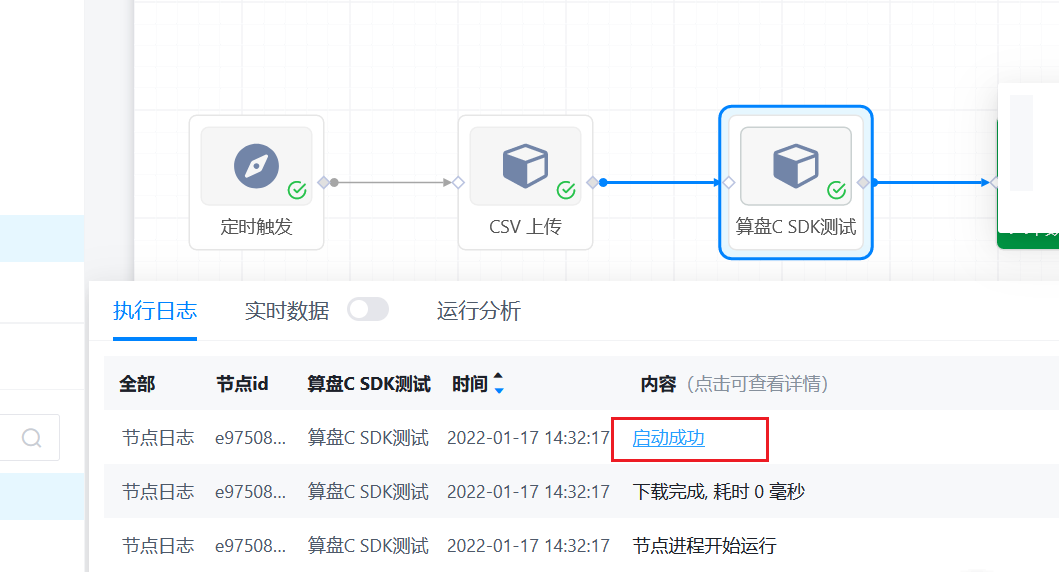 定时触发
CSV 上传
算盘C SDK测试
执行日志 实时数据 运行分析
全部 节点id 算盘C SDK测试 时间 内容 (点击可查看详情)
节点日志 e97508... 算盘C SDK测试 2022-01-17 14:32:17 启动成功
节点日志 e97508... 算盘C SDK测试 2022-01-17 14:32:17 下载完成, 耗时 0 毫秒
节点日志 e97508... 算盘C SDK测试 2022-01-17 14:32:17 节点进程开始运行